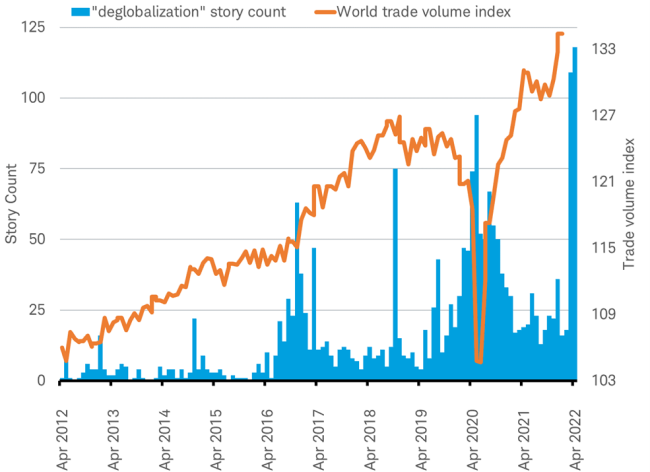 "deglobalization" story count World trade volume index
125
100
75
50
25
0
133
127
121
115
109
103
Story Count
Trade volume index
Apr 2012
Apr 2013
Apr 2014
Apr 2015
Apr 2016
Apr 2017
Apr 2018
Apr 2019
Apr 2020
Apr 2021
Apr 2022